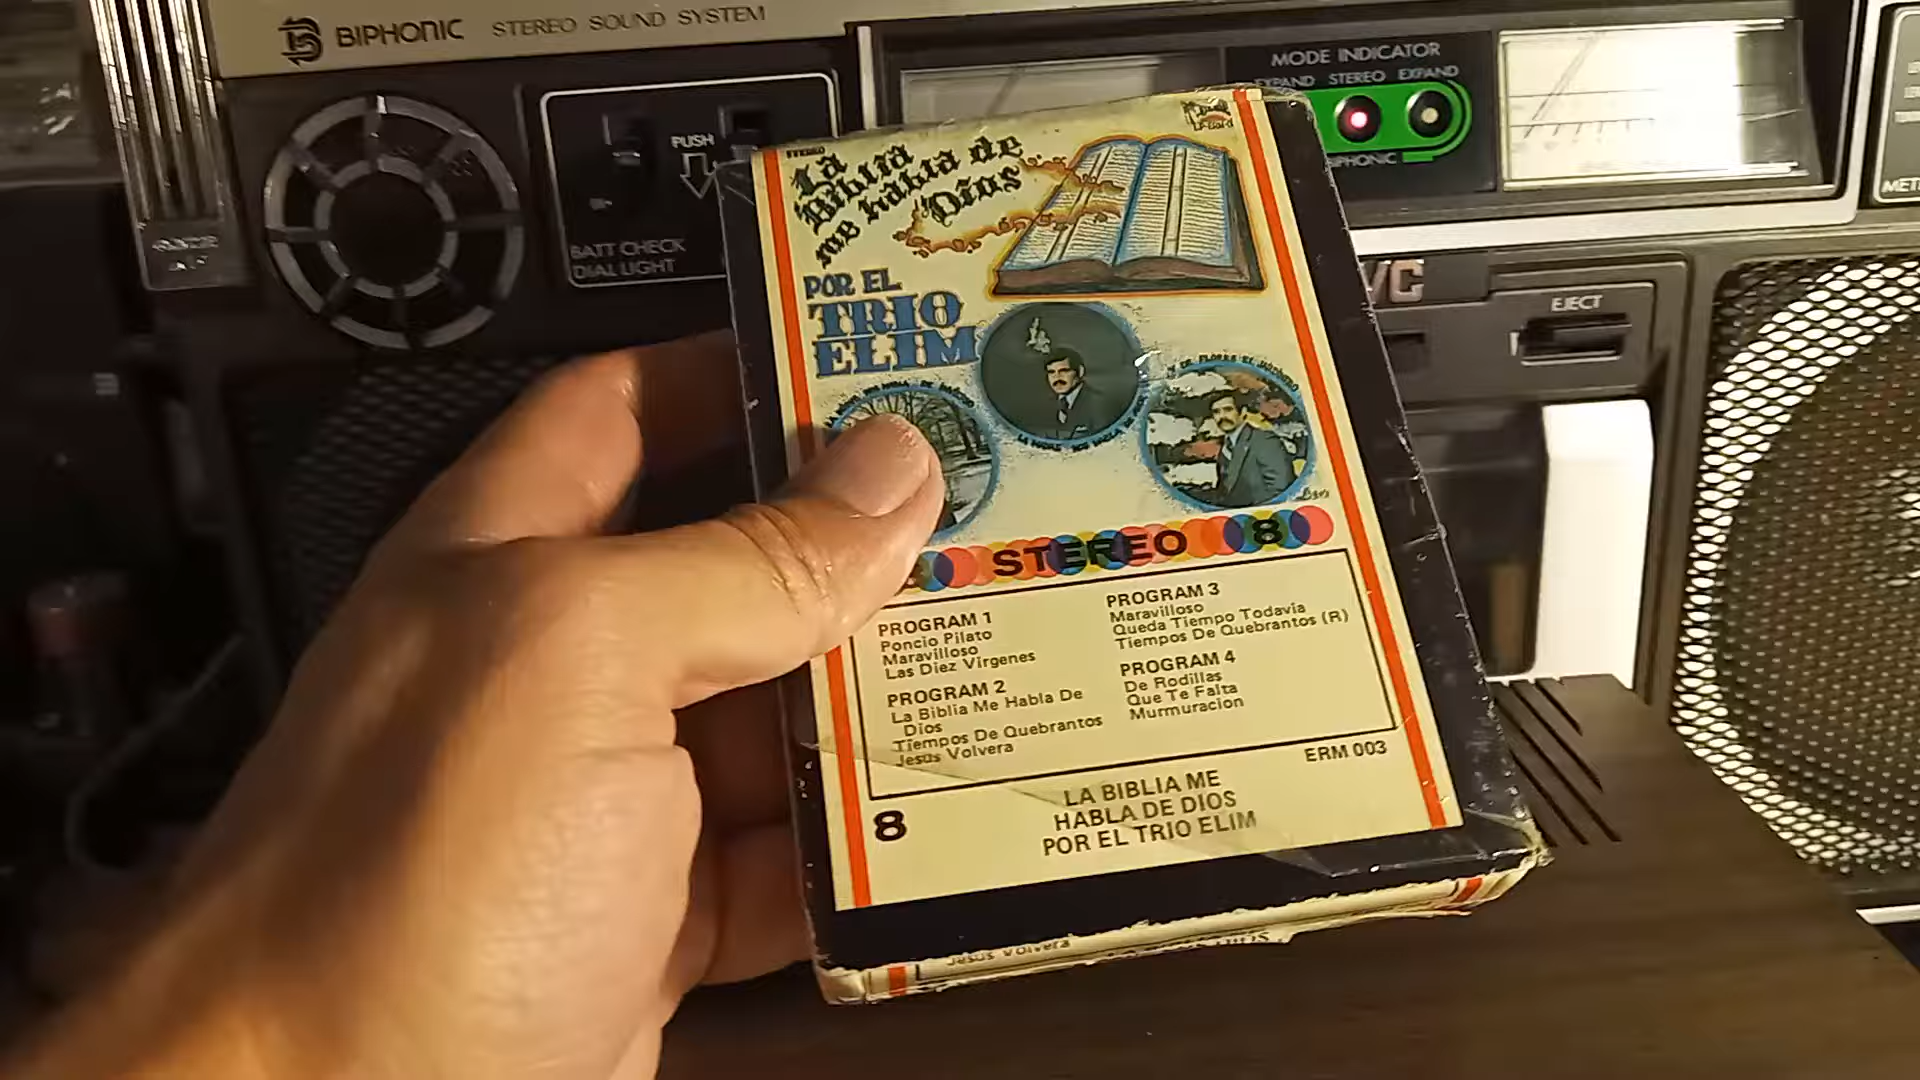 BIPHONIC STEREO SOUND SYSTEM
MODE INDICATOR
EXPAND STEREO EXPAND
BIPHONIC
PUSH
BATT CHECK
DIAL LIGHT
EJECT
STEREO
La
Biblia
me habla de
Dios
POR EL
TRIO
ELIM
STEREO 8
PROGRAM 1
Poncio Pilato
Maravilloso
Las Diez Virgenes
PROGRAM 2
La Biblia Me Habla De
Dios
Tiempos De Quebrantos
Jesus Volvera
PROGRAM 3
Maravilloso
Queda Tiempo Todavia
Tiempos De Quebrantos (R)
PROGRAM 4
De Rodillas
Que Te Falta
Murmuracion
ERM 003
8
LA BIBLIA ME
HABLA DE DIOS
POR EL TRIO ELIM
Jesus Volvera